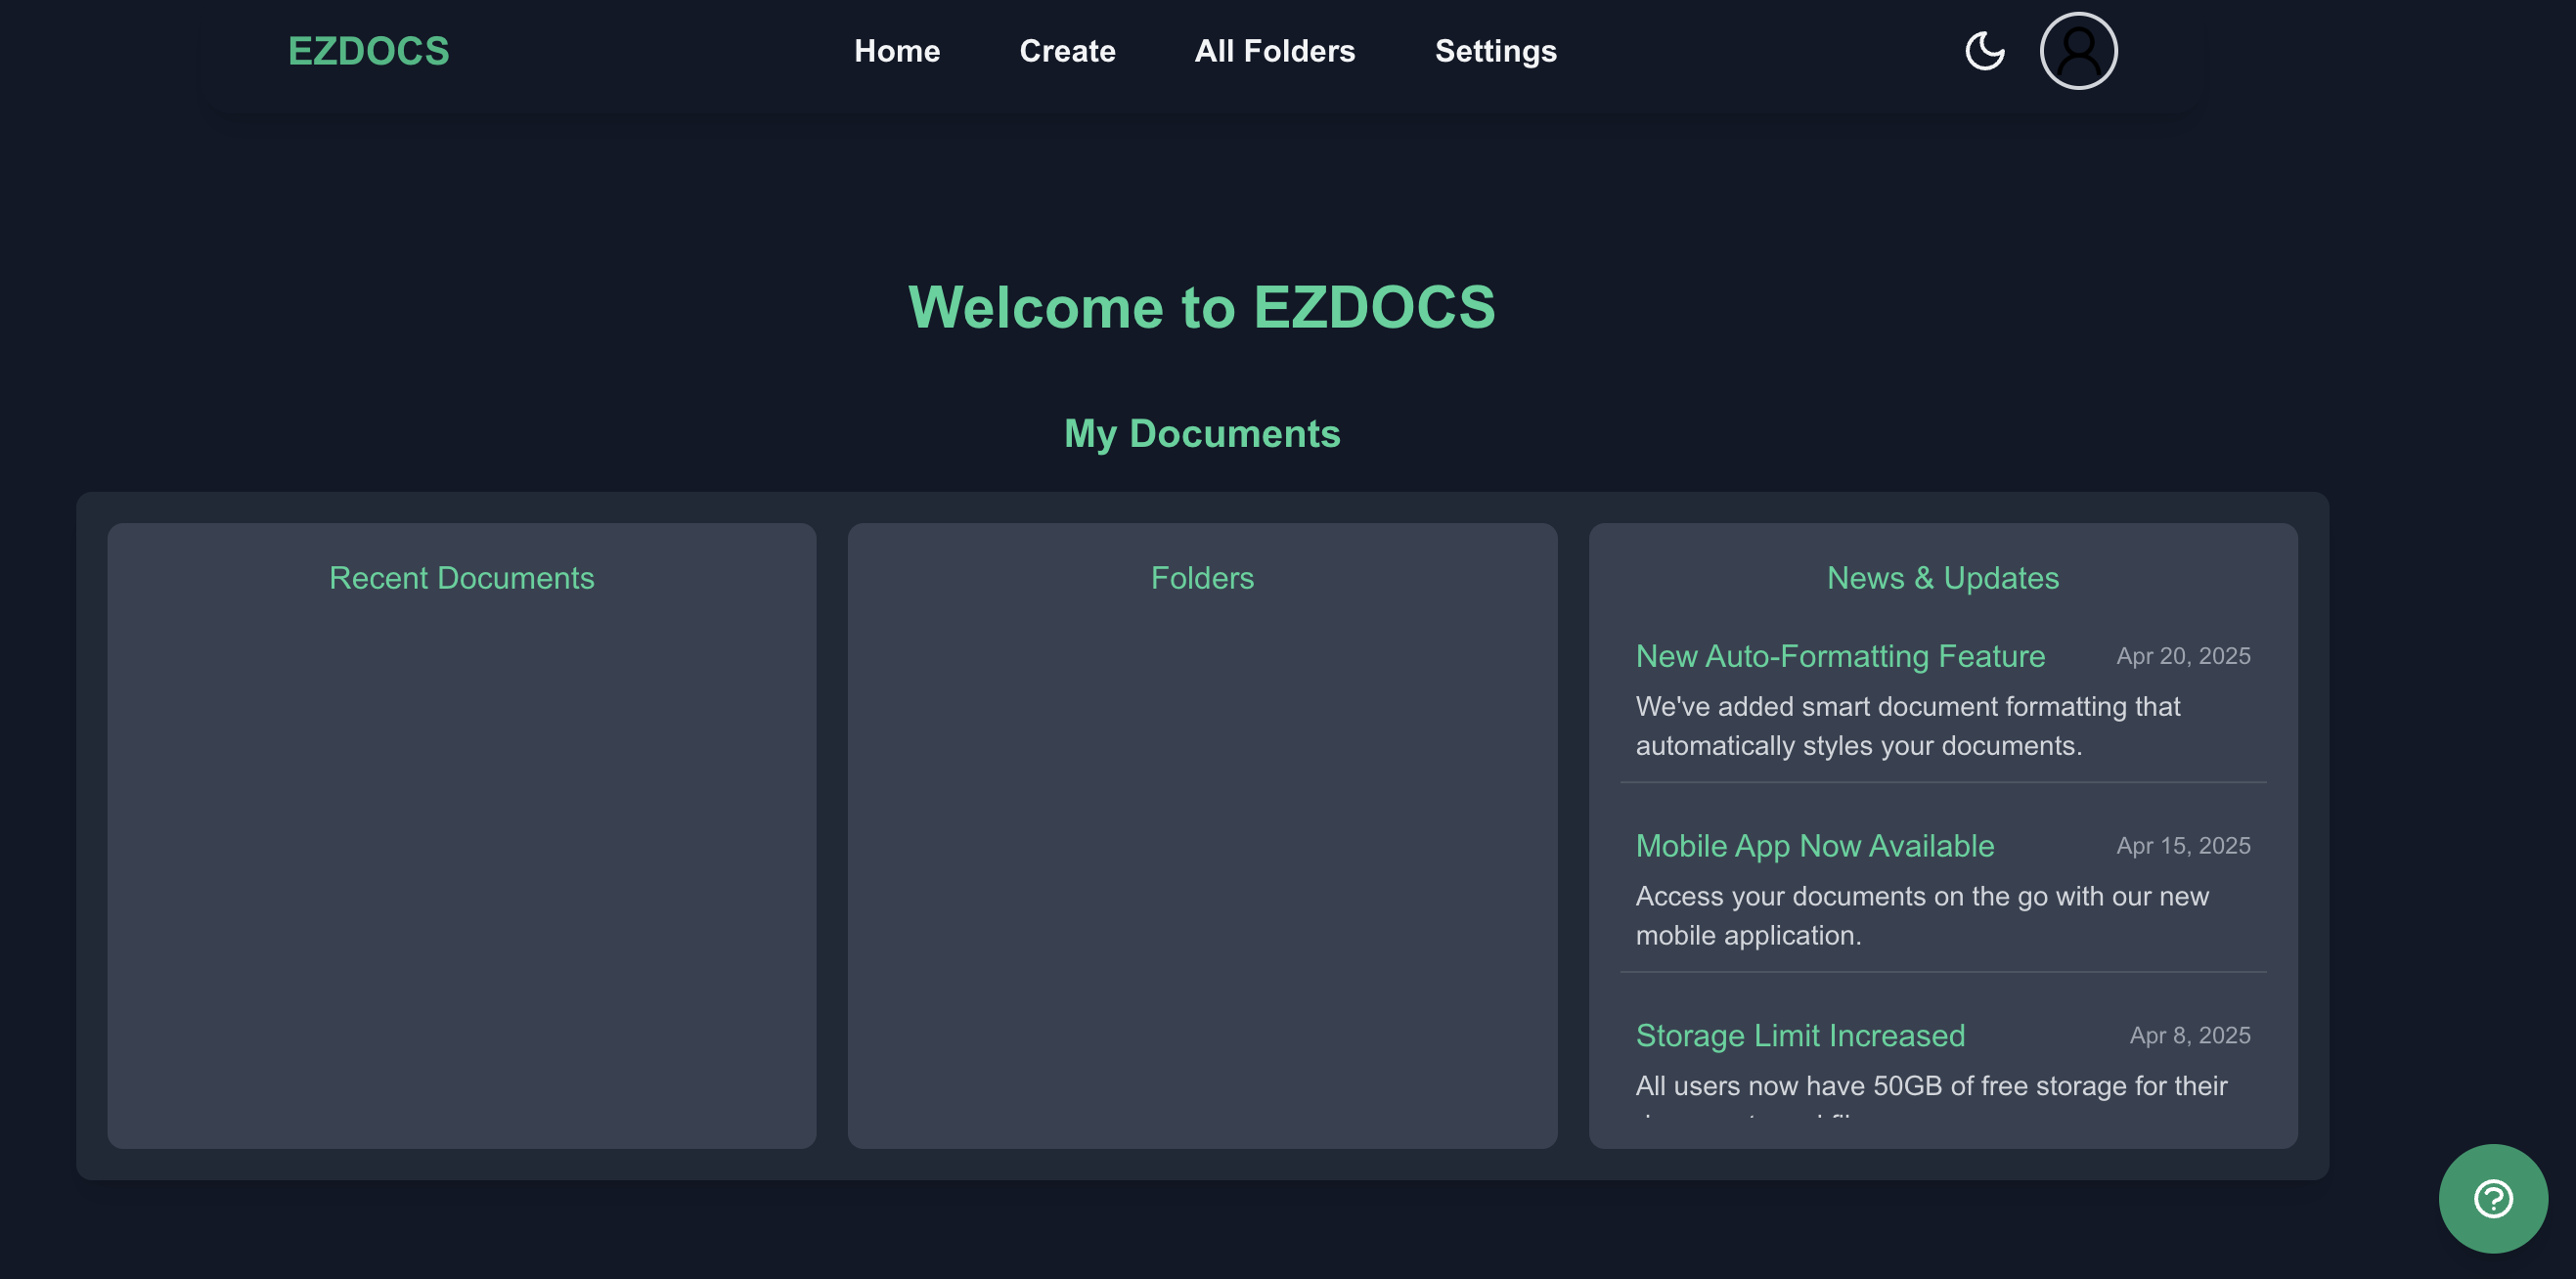 EZDOCS
Home
Create
All Folders
Settings
Welcome to EZDOCS
My Documents
Recent Documents
Folders
News & Updates
New Auto-Formatting Feature
Apr 20, 2025
We've added smart document formatting that
automatically styles your documents.
Mobile App Now Available
Apr 15, 2025
Access your documents on the go with our new
mobile application.
Storage Limit Increased
Apr 8, 2025
All users now have 50GB of free storage for their